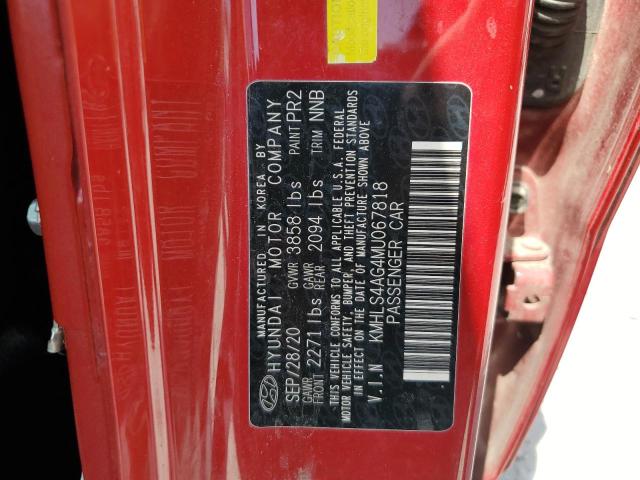 MANUFACTURED IN KOREA BY
HYUNDAI MOTOR COMPANY
SEP/28/20 GVWR 3858 lbs PAINT PR2
GAWR FRONT 2271 lbs GAWR REAR 2094 lbs TRIM NNB
THIS VEHICLE CONFORMS TO ALL APPLICABLE U.S.A. FEDERAL
MOTOR VEHICLE SAFETY, BUMPER, AND THEFT PREVENTION STANDARDS
IN EFFECT ON THE DATE OF MANUFACTURE SHOWN ABOVE
V.I.N KMHLS4AG4MU067818
PASSENGER CAR